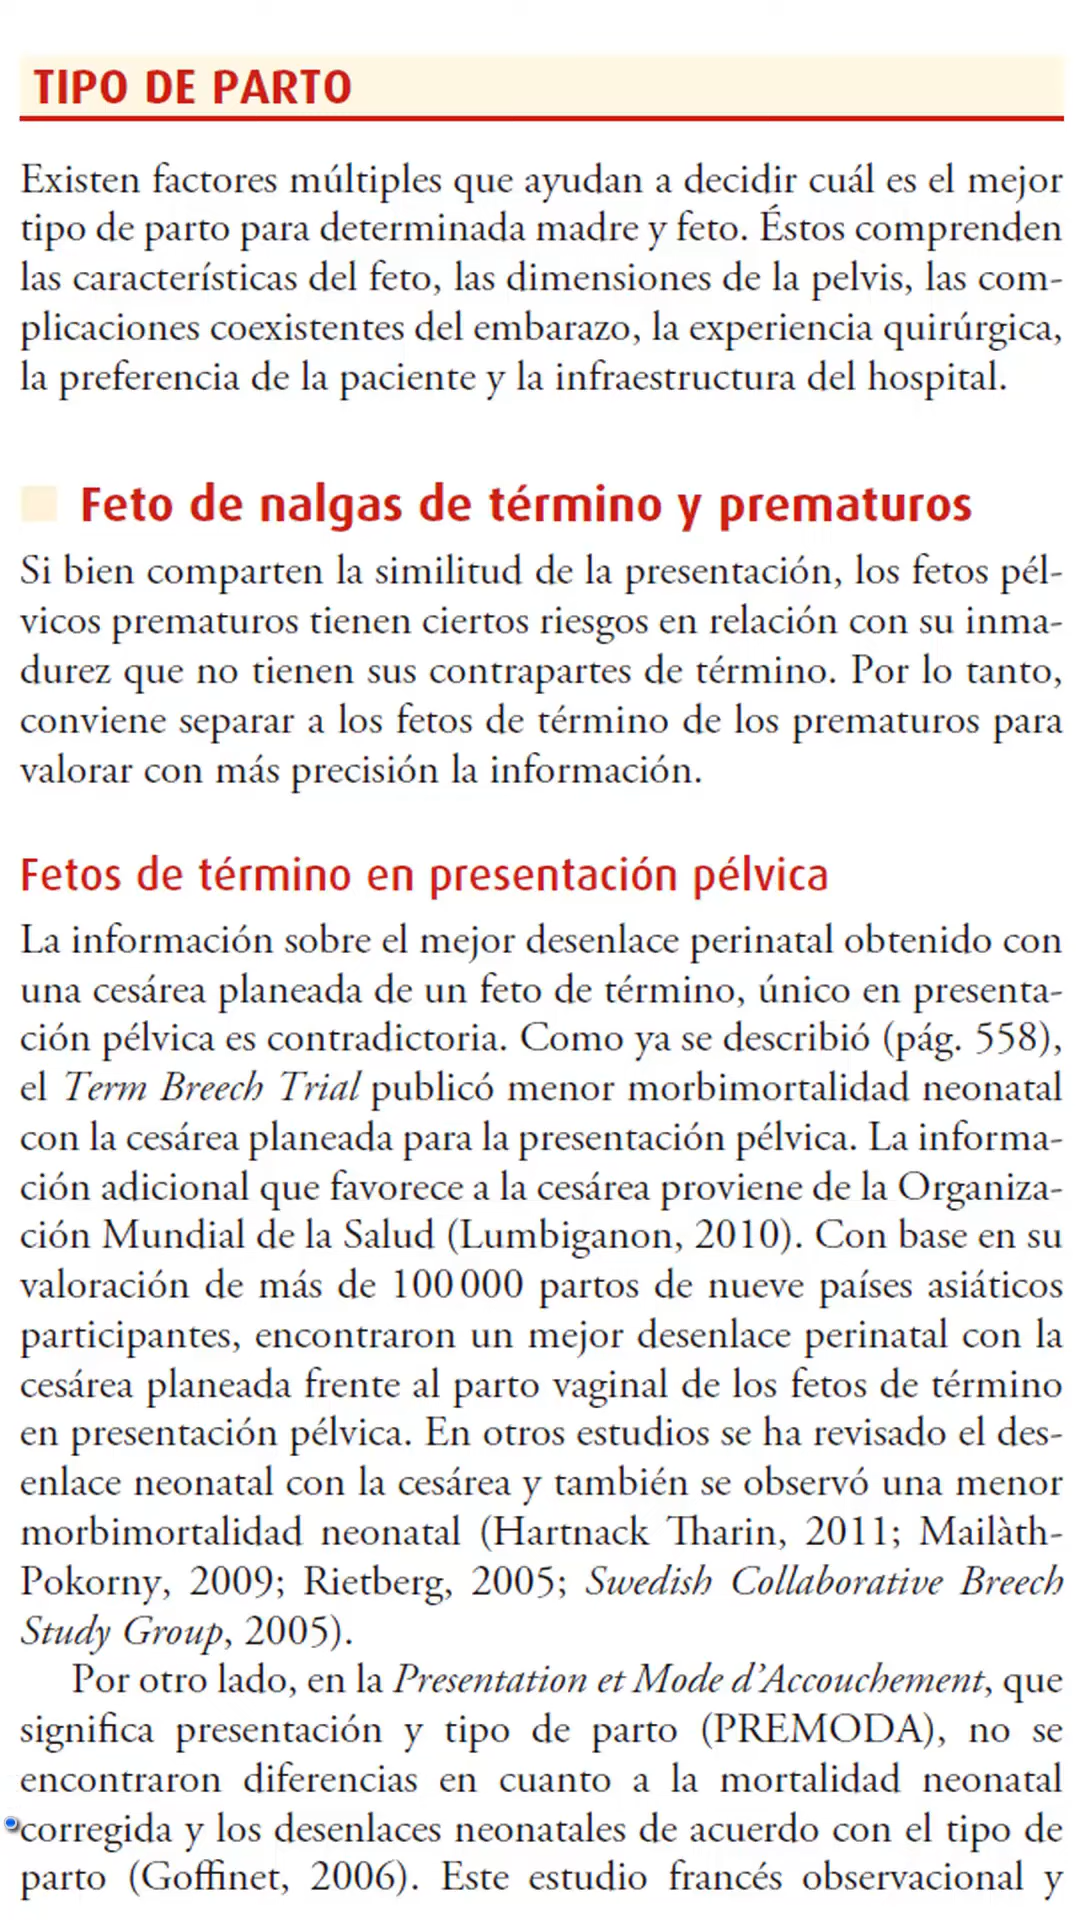 TIPO DE PARTO
Existen factores múltiples que ayudan a decidir cuál es el mejor
tipo de parto para determinada madre y feto. Éstos comprenden
las características del feto, las dimensiones de la pelvis, las com-
plicaciones coexistentes del embarazo, la experiencia quirúrgica,
la preferencia de la paciente y la infraestructura del hospital.
Feto de nalgas de término y prematuros
Si bien comparten la similitud de la presentación, los fetos pél-
vicos prematuros tienen ciertos riesgos en relación con su inma-
durez que no tienen sus contrapartes de término. Por lo tanto,
conviene separar a los fetos de término de los prematuros para
valorar con más precisión la información.
Fetos de término en presentación pélvica
La información sobre el mejor desenlace perinatal obtenido con
una cesárea planeada de un feto de término, único en presenta-
ción pélvica es contradictoria. Como ya se describió (pág. 558),
el Term Breech Trial publicó menor morbimortalidad neonatal
con la cesárea planeada para la presentación pélvica. La informa-
ción adicional que favorece a la cesárea proviene de la Organiza-
ción Mundial de la Salud (Lumbiganon, 2010). Con base en su
valoración de más de 100 000 partos de nueve países asiáticos
participantes, encontraron un mejor desenlace perinatal con la
cesárea planeada frente al parto vaginal de los fetos de término
en presentación pélvica. En otros estudios se ha revisado el des-
enlace neonatal con la cesárea y también se observó una menor
morbimortalidad neonatal (Hartnack Tharin, 2011; Mailàth-
Pokorny, 2009; Rietberg, 2005; Swedish Collaborative Breech
Study Group, 2005).
Por otro lado, en la Presentation et Mode d'Accouchement, que
significa presentación y tipo de parto (PREMODA), no se
encontraron diferencias en cuanto a la mortalidad neonatal
corregida y los desenlaces neonatales de acuerdo con el tipo de
parto (Goffinet, 2006). Este estudio francés observacional y